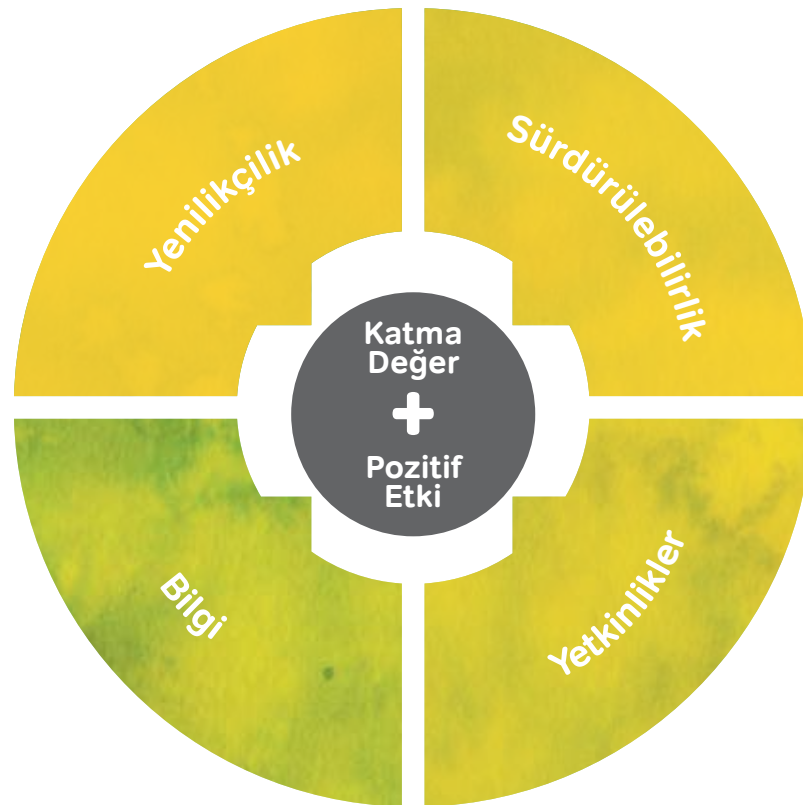 Yenilikçilik
Sürdürülebilirlik
Katma
Değer
+
Pozitif
Etki
Bilgi
Yetkinlikler